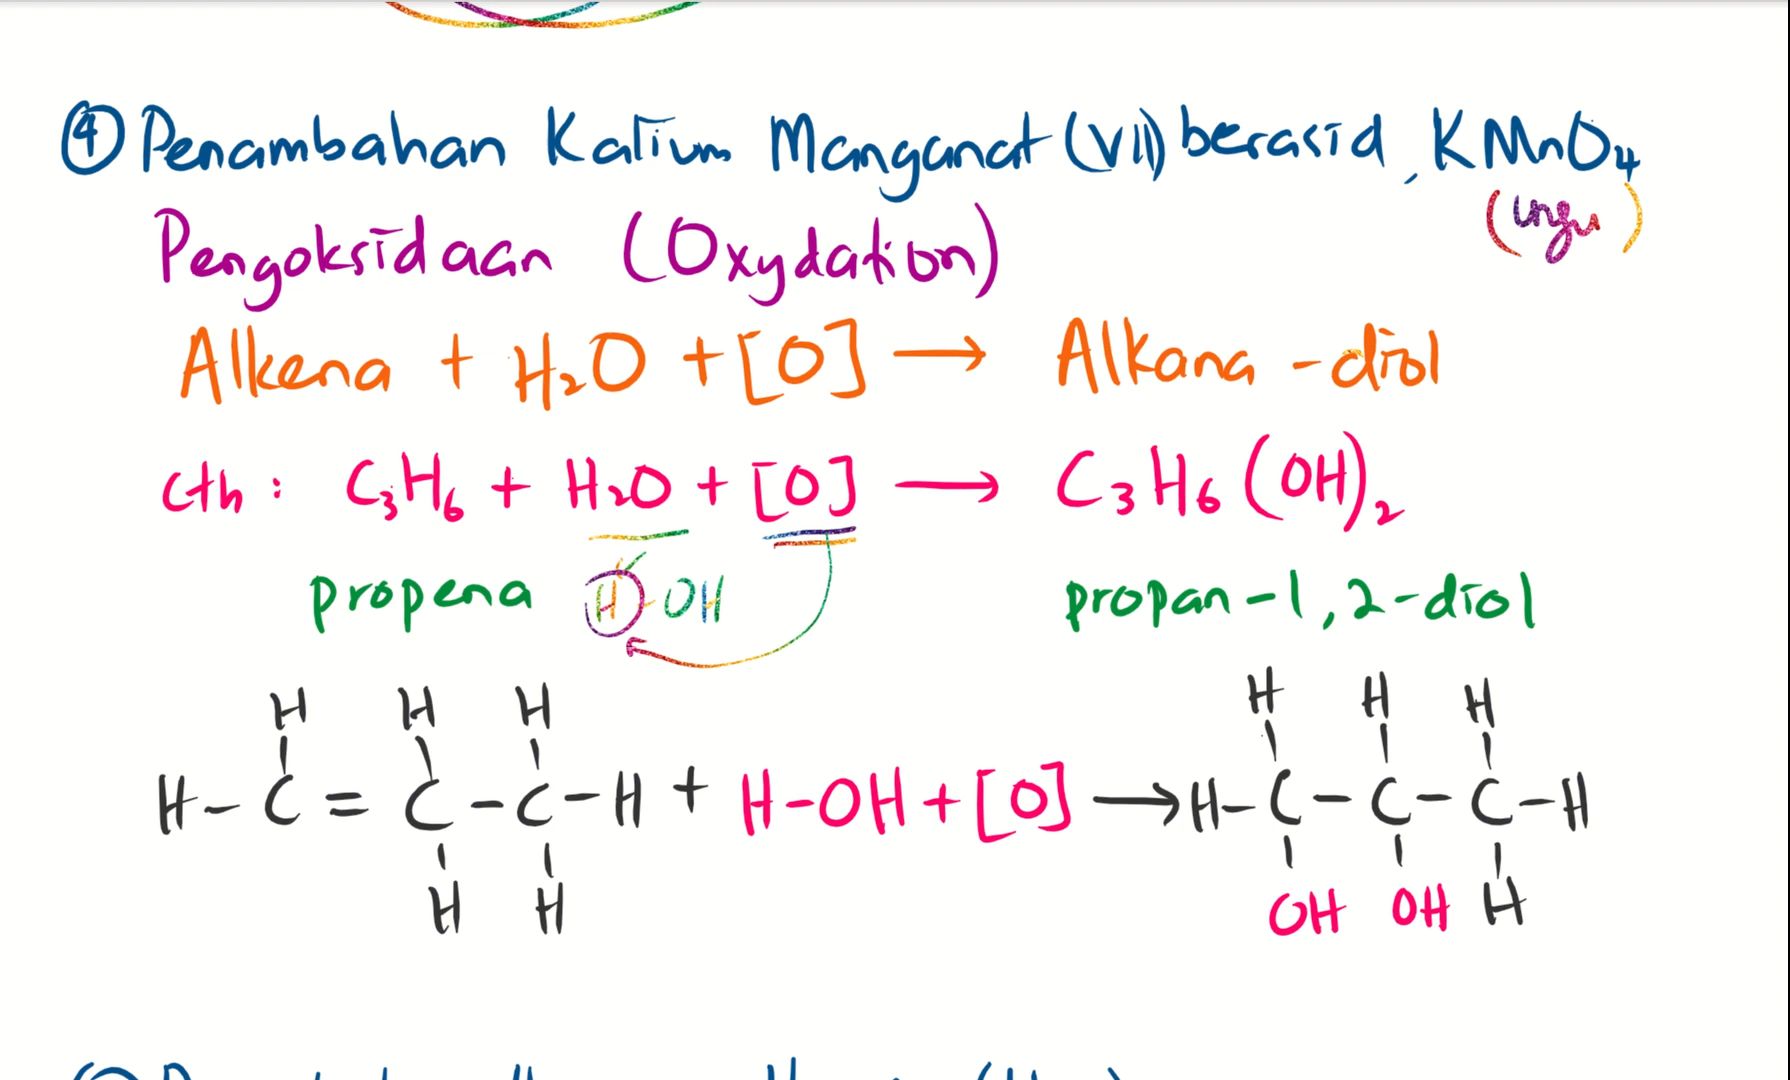 ④ Penambahan Kalium Manganat (VII) berasid, KMnO₄
(ungu)
Pengoksidaan (Oxydation)
Alkena + H₂O + [O] → Alkana - diol
Cth : C₃H₆ + H₂O + [O] → C₃H₆(OH)₂
propena H-OH propan-1,2-diol
H H H H H H
H-C=C-C-H + H-OH + [O] → H-C-C-C-H
H H OH OH H